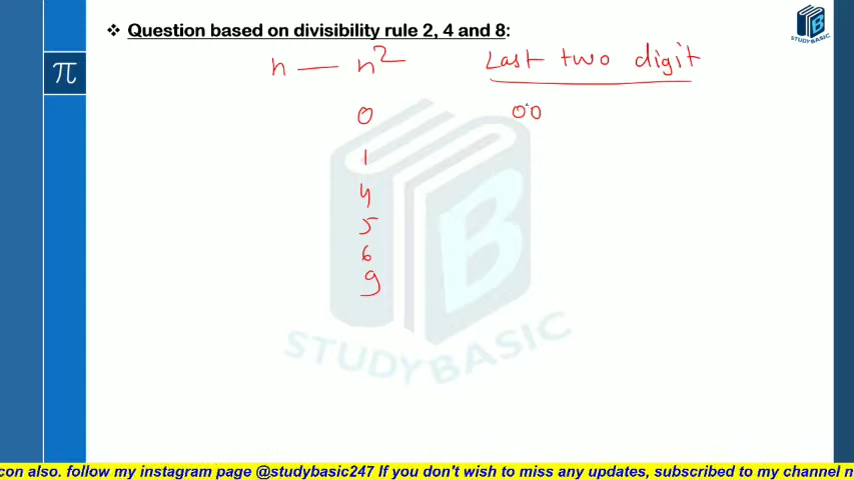 ❖ Question based on divisibility rule 2, 4 and 8:
STUDYBASIC
π
n — n² Last two digit
0 00
1
4
5
6
9
B
STUDYBASIC
con also. follow my instagram page @studybasic247 If you don't wish to miss any updates, subscribed to my channel n